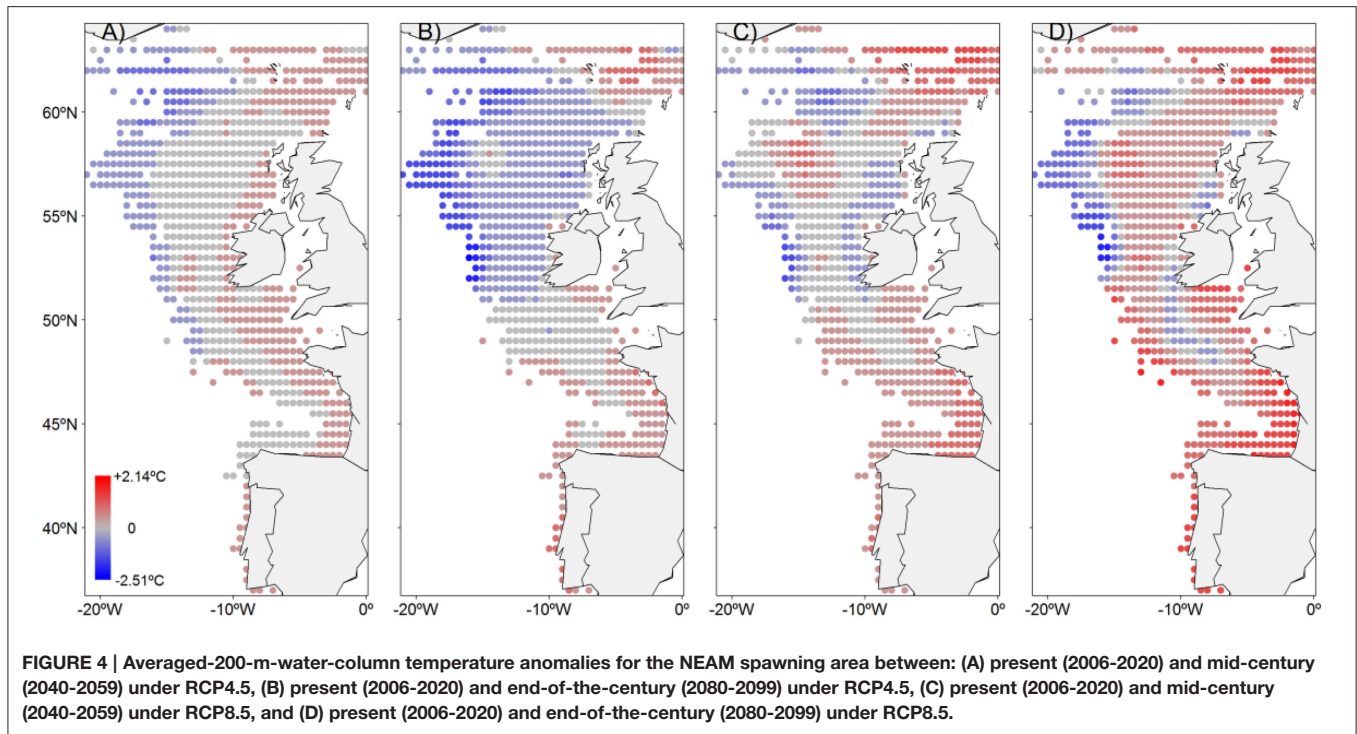 A)
B)
C)
D)
60ºN
55ºN
50ºN
45ºN
40ºN
+2.14ºC
0
-2.51ºC
-20ºW
-10ºW
0º
-20ºW
-10ºW
0º
-20ºW
-10ºW
0º
-20ºW
-10ºW
0º
FIGURE 4 | Averaged-200-m-water-column temperature anomalies for the NEAM spawning area between: (A) present (2006-2020) and mid-century
(2040-2059) under RCP4.5, (B) present (2006-2020) and end-of-the-century (2080-2099) under RCP4.5, (C) present (2006-2020) and mid-century
(2040-2059) under RCP8.5, and (D) present (2006-2020) and end-of-the-century (2080-2099) under RCP8.5.